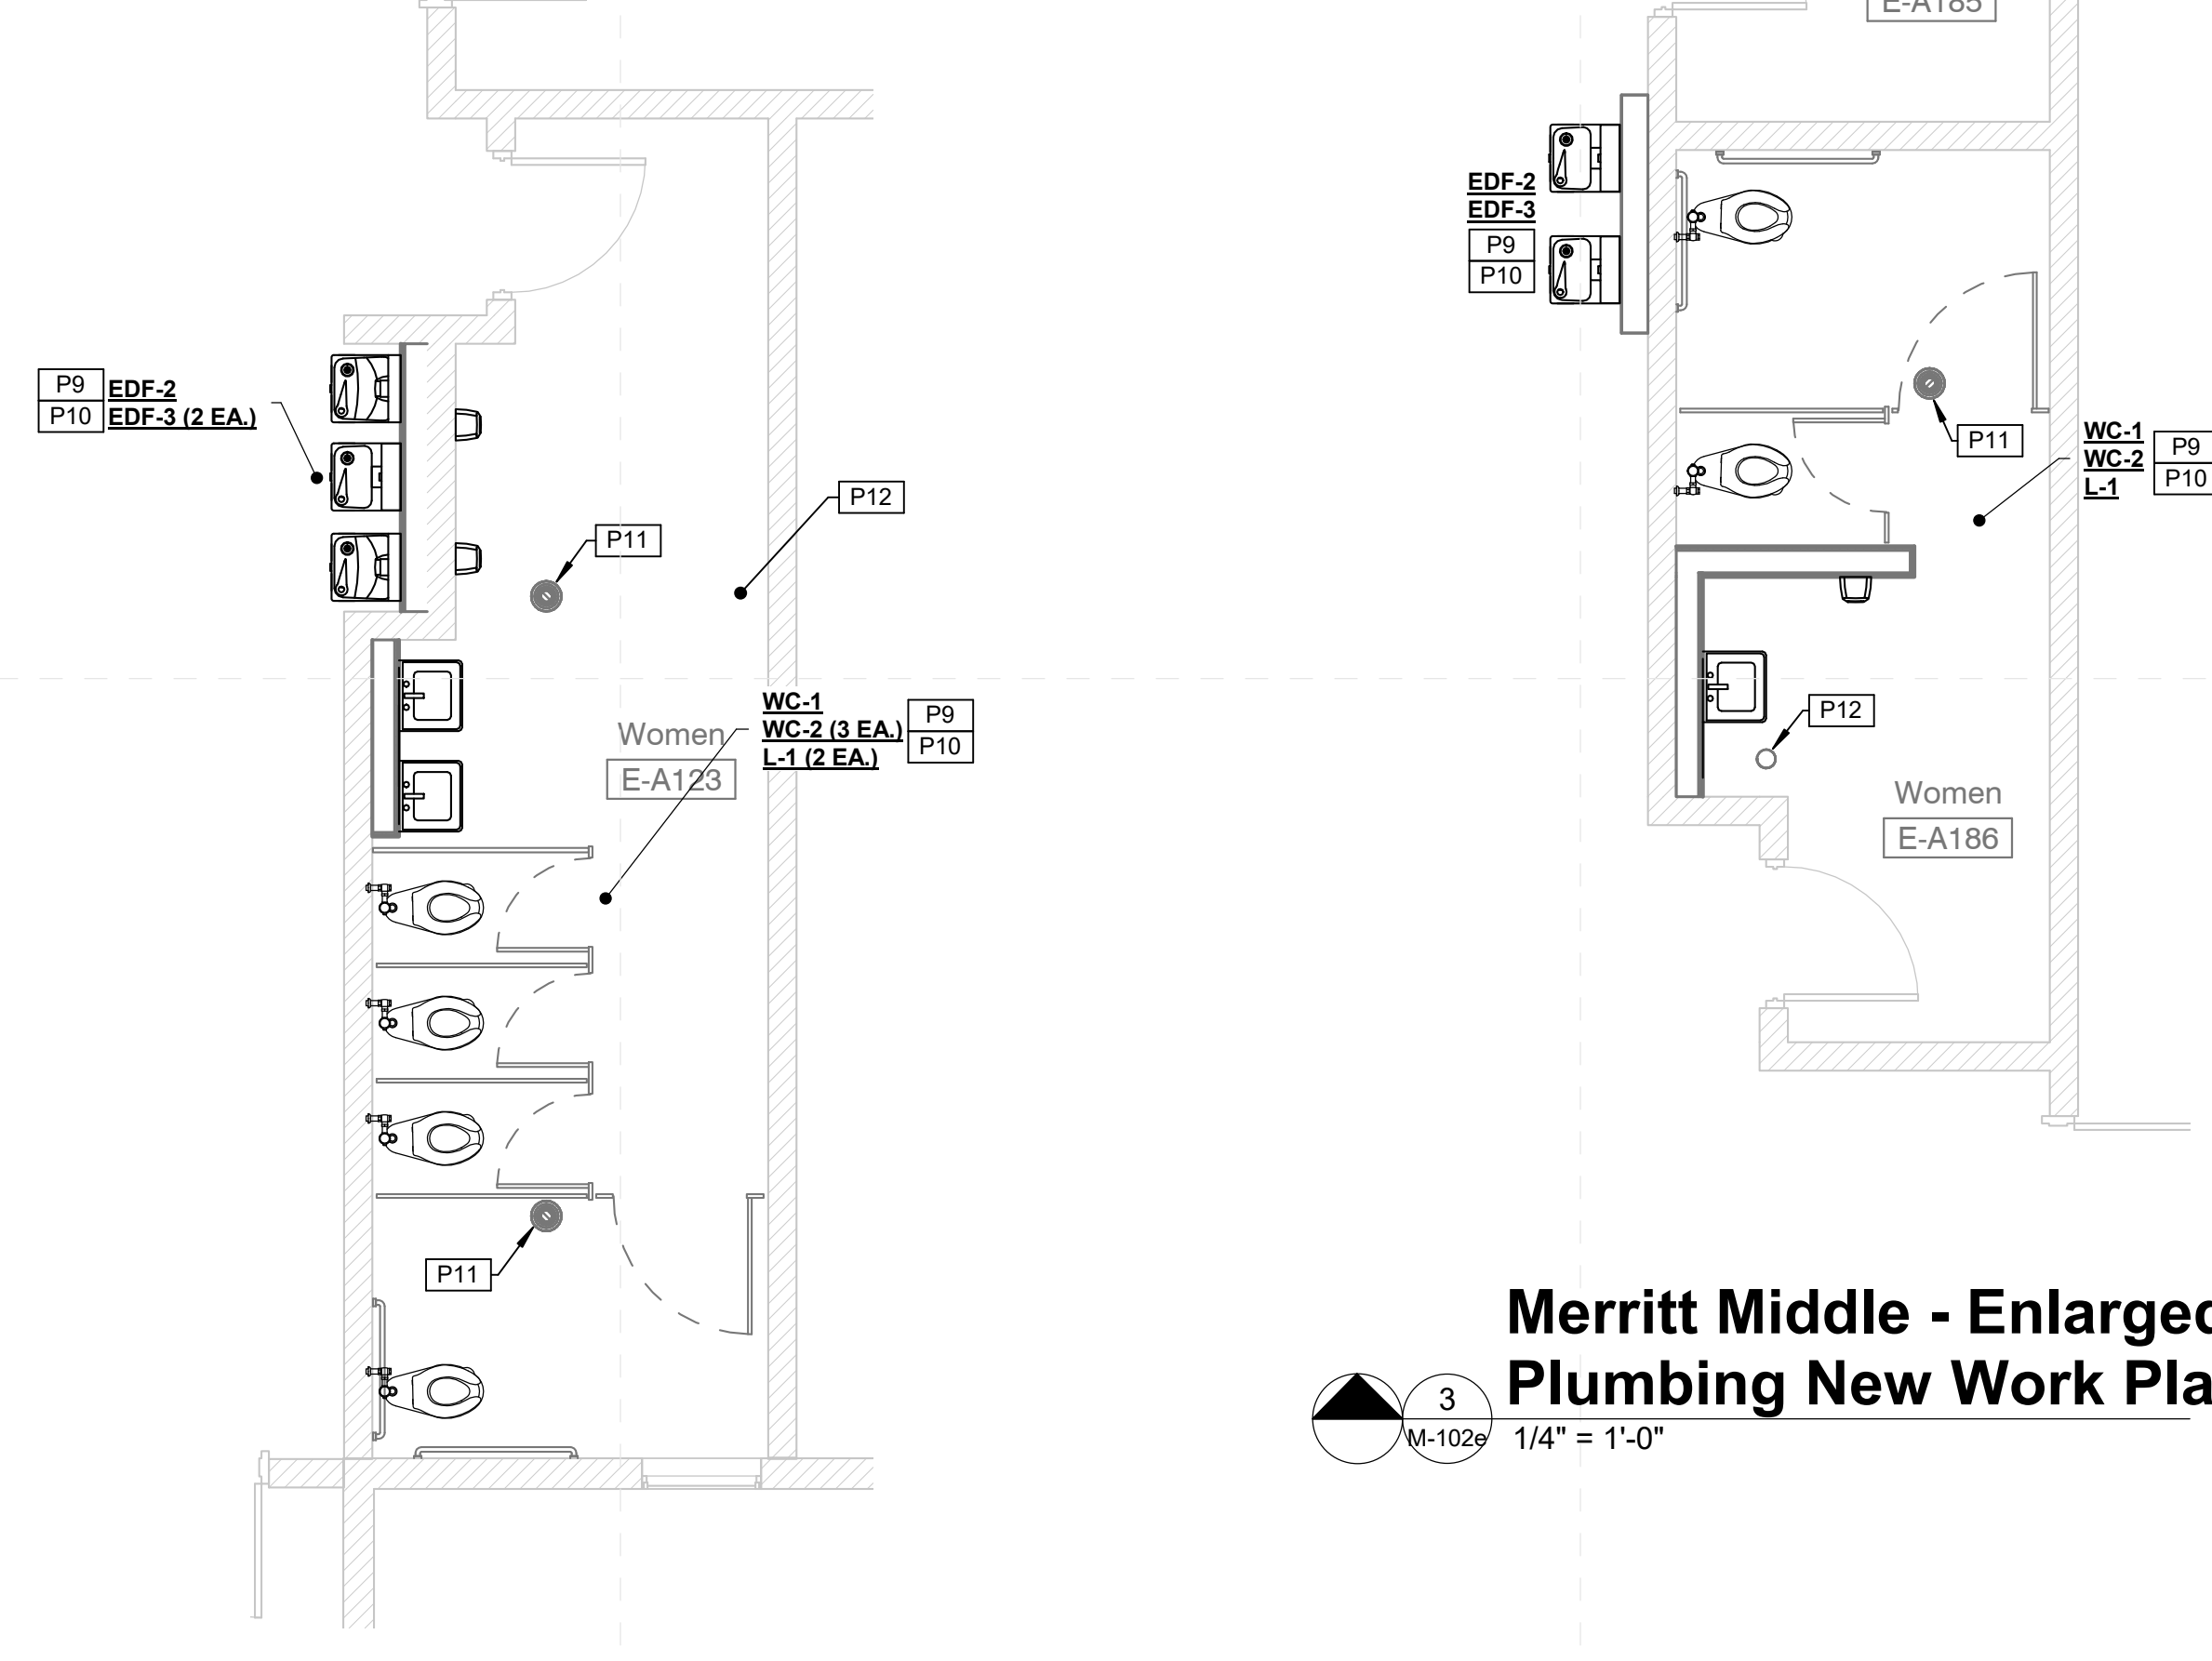 E-A185
EDF-2
EDF-3
P9
P10
P9
P10
EDF-2
EDF-3 (2 EA.)
P11
WC-1
WC-2
L-1
P9
P10
P12
P11
WC-1
WC-2 (3 EA.)
L-1 (2 EA.)
P9
P10
Women
E-A123
P12
Women
E-A186
P11
Merritt Middle - Enlarged
Plumbing New Work Pla
3
M-102e
1/4" = 1'-0"